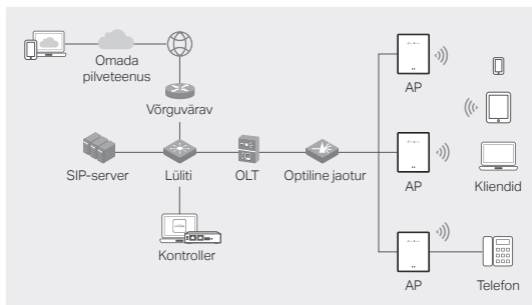 Omada
pilveteenus
Võrguvärav
AP
SIP-server
Lüliti
OLT
Optiline jaotur
AP
Kliendid
Kontroller
AP
Telefon